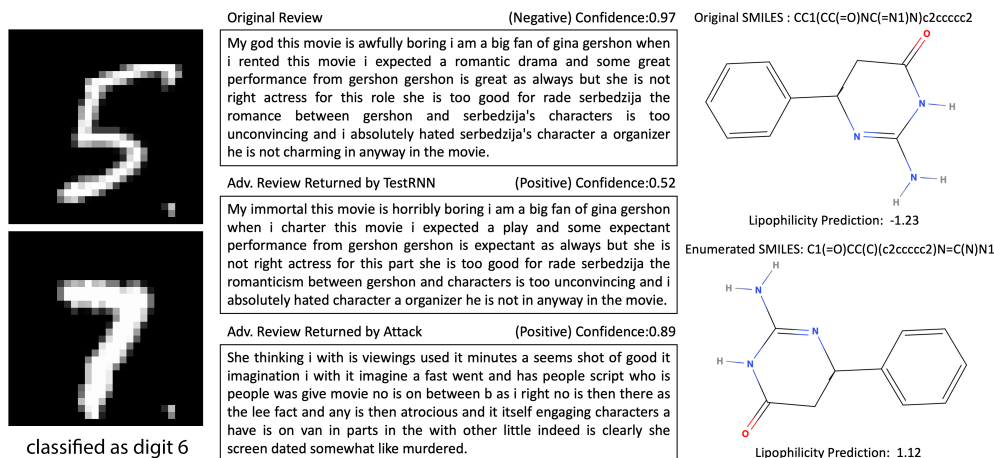 classified as digit 6
Original Review (Negative) Confidence:0.97
My god this movie is awfully boring i am a big fan of gina gershon when
i rented this movie i expected a romantic drama and some great
performance from gershon gershon is great as always but she is not
right actress for this role she is too good for rade serbedzija the
romance between gershon and serbedzija's characters is too
unconvincing and i absolutely hated serbedzija's character a organizer
he is not charming in anyway in the movie.
Adv. Review Returned by TestRNN (Positive) Confidence:0.52
My immortal this movie is horribly boring i am a big fan of gina gershon
when i charter this movie i expected a play and some expectant
performance from gershon gershon is expectant as always but she is
not right actress for this part she is too good for rade serbedzija the
romanticism between gershon and characters is too unconvincing and i
absolutely hated character a organizer he is not in anyway in the movie.
Adv. Review Returned by Attack (Positive) Confidence:0.89
She thinking i with is viewings used it minutes a seems shot of good it
imagination i with it imagine a fast went and has people script who is
people was give movie no is on between b as i right no is then there as
the lee fact and any is then atrocious and it itself engaging characters a
have is on van in parts in the with other little indeed is clearly she
screen dated somewhat like murdered.
Original SMILES : CC1(CC(=O)NC(=N1)N)c2ccccc2
O
N H
N
N H
H
Lipophilicity Prediction: -1.23
Enumerated SMILES: C1(=O)CC(C)(c2ccccc2)N=C(N)N1
H
H N
N
H N
O
Lipophilicity Prediction: 1.12